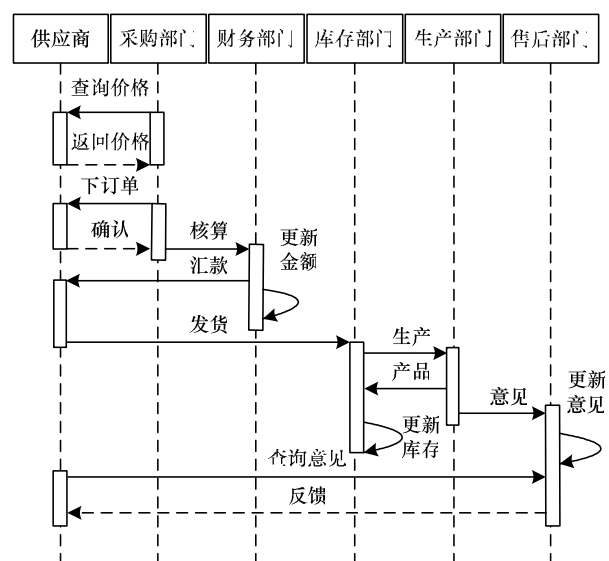 供应商 采购部门 财务部门 库存部门 生产部门 售后部门
查询价格
返回价格
下订单
确认
核算
更新
金额
汇款
发货
生产
产品
更新
意见
意见
更新
库存
查询意见
反馈